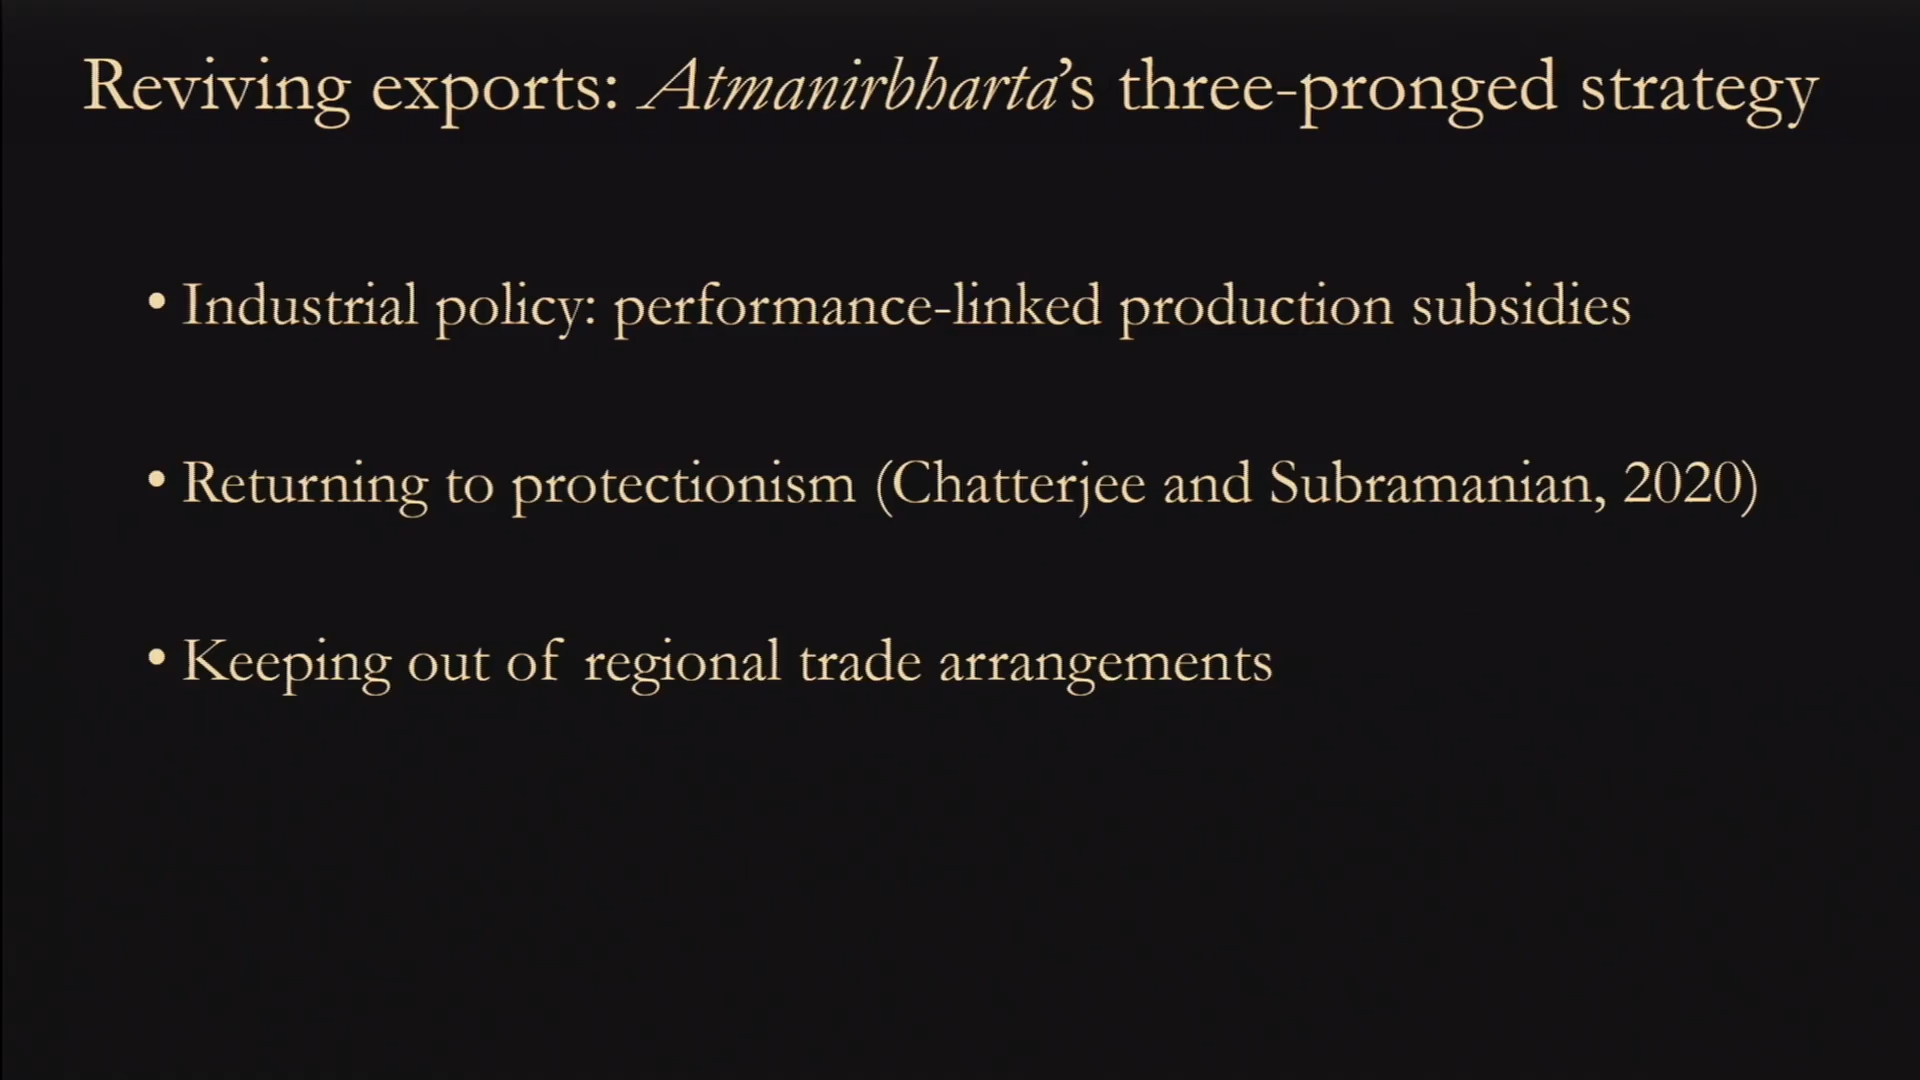 Reviving exports: Atmanirbharta’s three-pronged strategy
• Industrial policy: performance-linked production subsidies
• Returning to protectionism (Chatterjee and Subramanian, 2020)
• Keeping out of regional trade arrangements